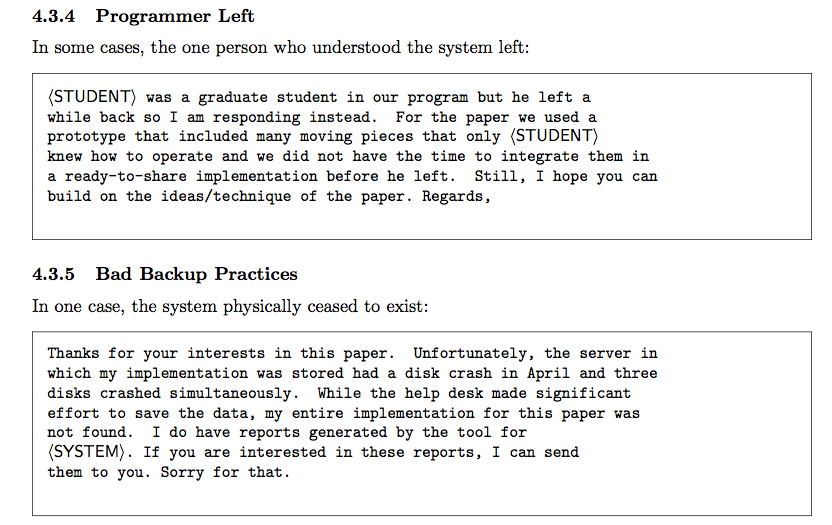 4.3.4 Programmer Left
In some cases, the one person who understood the system left:
⟨STUDENT⟩ was a graduate student in our program but he left a
while back so I am responding instead. For the paper we used a
prototype that included many moving pieces that only ⟨STUDENT⟩
knew how to operate and we did not have the time to integrate them in
a ready-to-share implementation before he left. Still, I hope you can
build on the ideas/technique of the paper. Regards,
4.3.5 Bad Backup Practices
In one case, the system physically ceased to exist:
Thanks for your interests in this paper. Unfortunately, the server in
which my implementation was stored had a disk crash in April and three
disks crashed simultaneously. While the help desk made significant
effort to save the data, my entire implementation for this paper was
not found. I do have reports generated by the tool for
⟨SYSTEM⟩. If you are interested in these reports, I can send
them to you. Sorry for that.